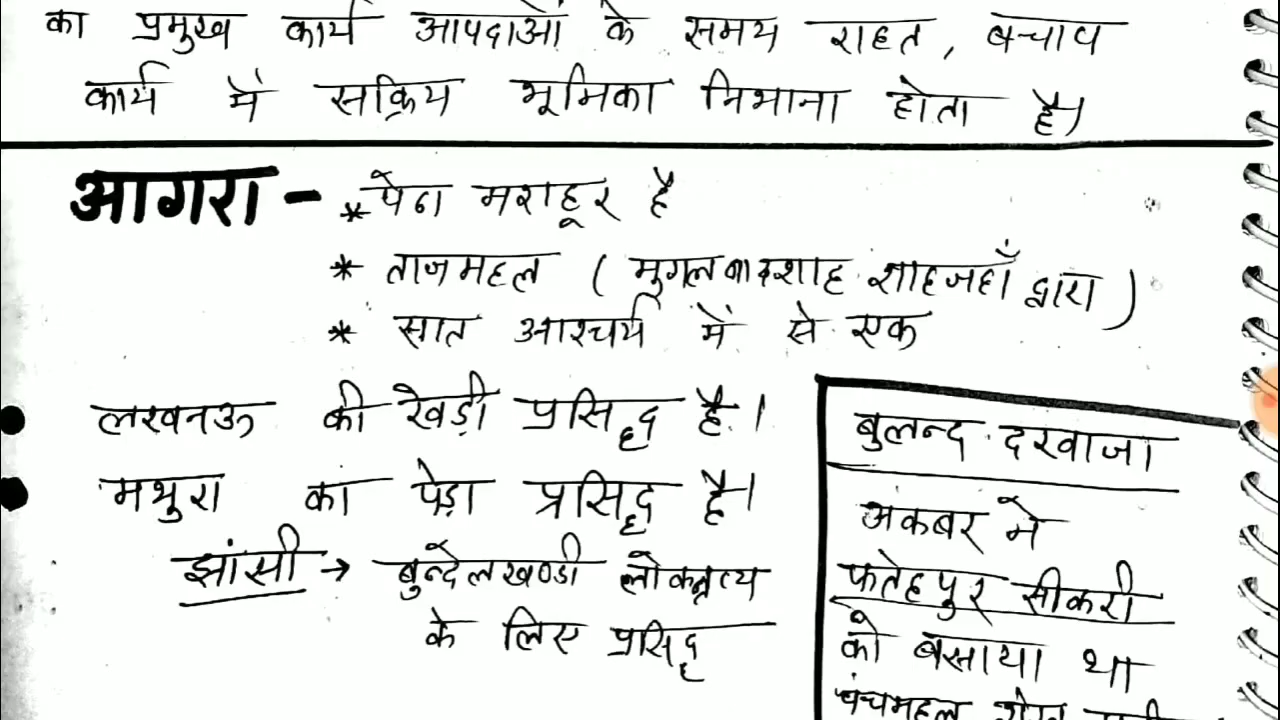 का प्रमुख कार्य आपदाओं के समय राहत, बचाव
कार्य में सक्रिय भूमिका निभाना होता है।
आगरा - * पेठा मशहूर है
* ताजमहल ( मुगल बादशाह शाहजहाँ द्वारा )
* सात आश्चर्य में से एक
लखनऊ की रेवड़ी प्रसिद्ध है।
मथुरा का पेड़ा प्रसिद्ध है।
झांसी → बुन्देलखण्डी लोकनृत्य
के लिए प्रसिद्ध
बुलन्द दरवाजा
अकबर ने
फतेहपुर सीकरी
को बसाया था
पंचमहल